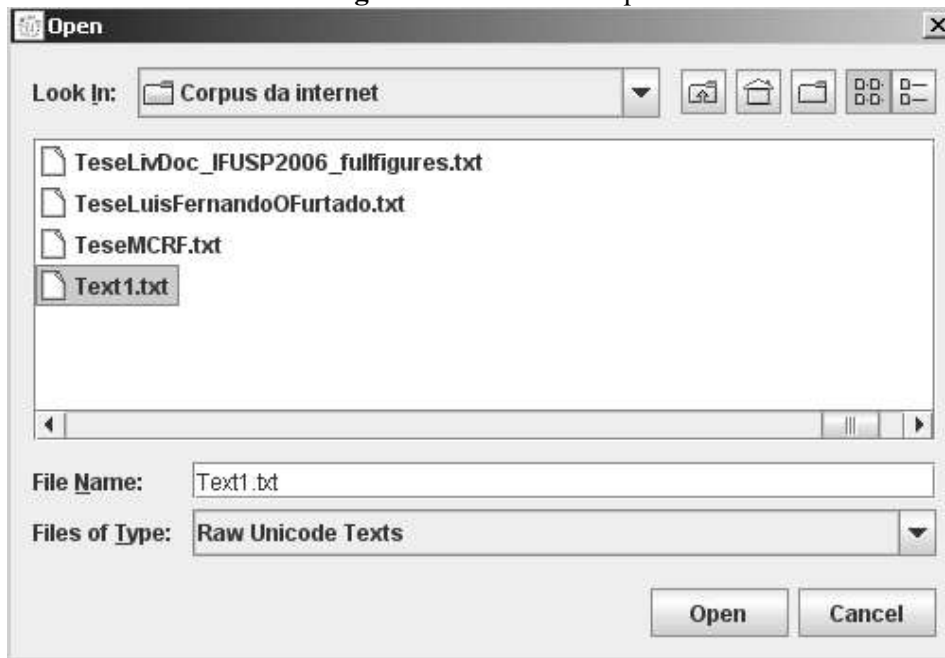 Open
Look In: Corpus da internet
TeseLivDoc_IFUSP2006_fullfigures.txt
TeseLuisFernandoOFurtado.txt
TeseMCRF.txt
Text1.txt
File Name: Text1.txt
Files of Type: Raw Unicode Texts
Open Cancel